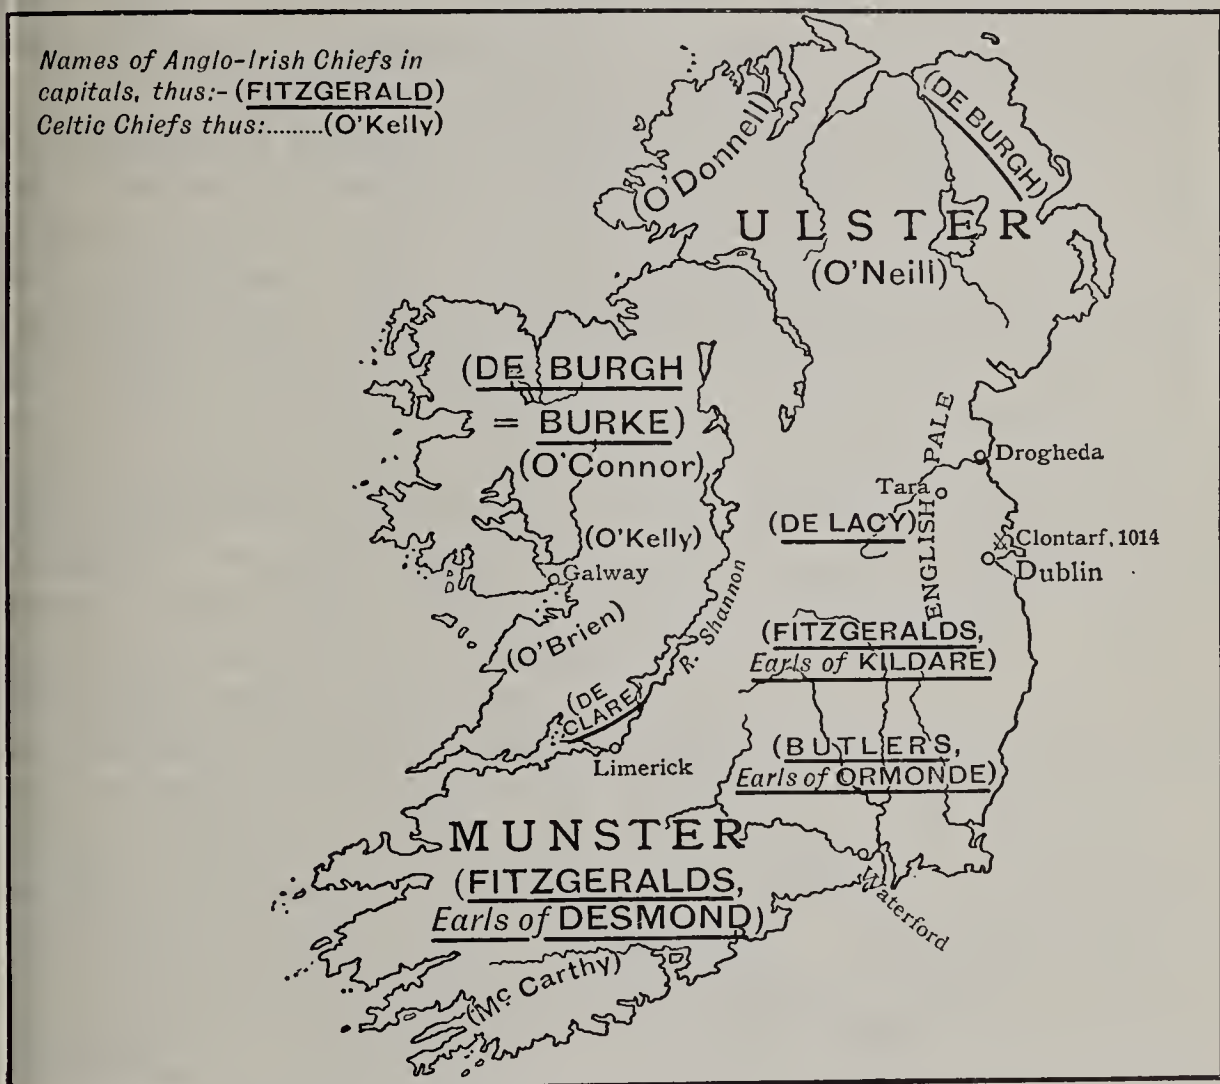 Names of Anglo-Irish Chiefs in
capitals, thus:- (FITZGERALD)
Celtic Chiefs thus:.........(O'Kelly)
(O'Donnell)
(DE BURGH)
ULSTER
(O'Neill)
(DE BURGH
= BURKE)
(O'Connor)
ENGLISH PALE
Drogheda
Tara
(DE LACY)
(O'Kelly)
Clontarf, 1014
Dublin
Galway
R. Shannon
(O'Brien)
(FITZGERALDS,
Earls of KILDARE)
(DE
CLARE)
Limerick
(BUTLERS,
Earls of ORMONDE)
MUNSTER
(FITZGERALDS,
Earls of DESMOND)
Waterford
(Mc Carthy)